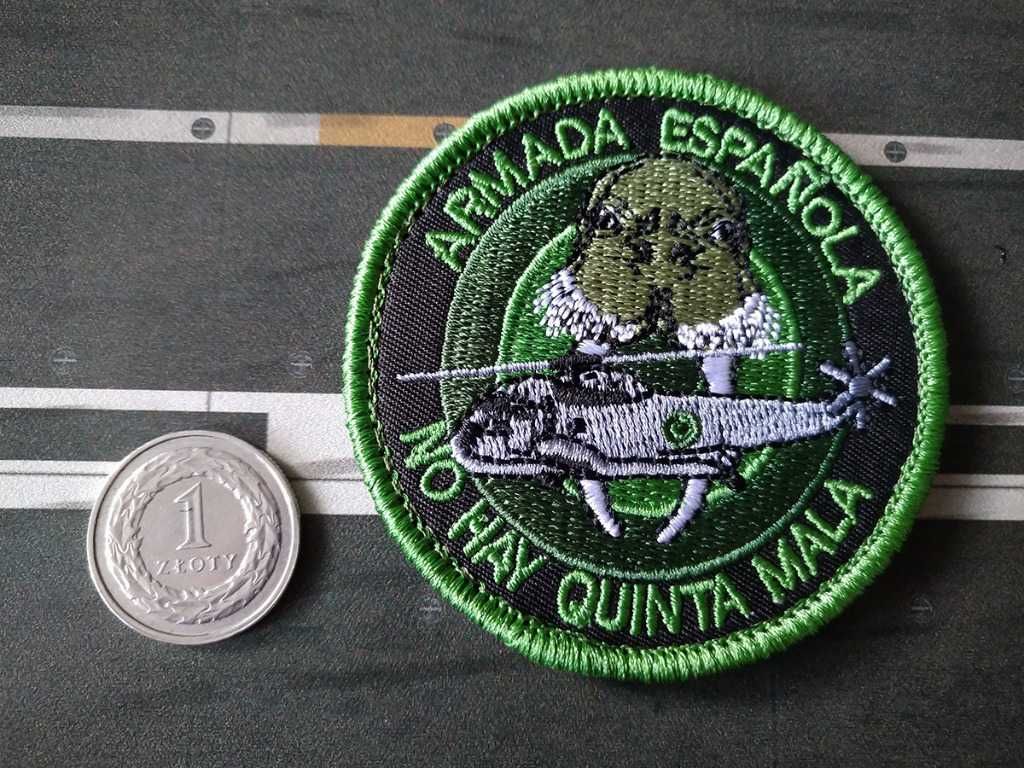 ARMADA ESPAÑOLA
NO HAY QUINTA MALA
1
ZŁOTY